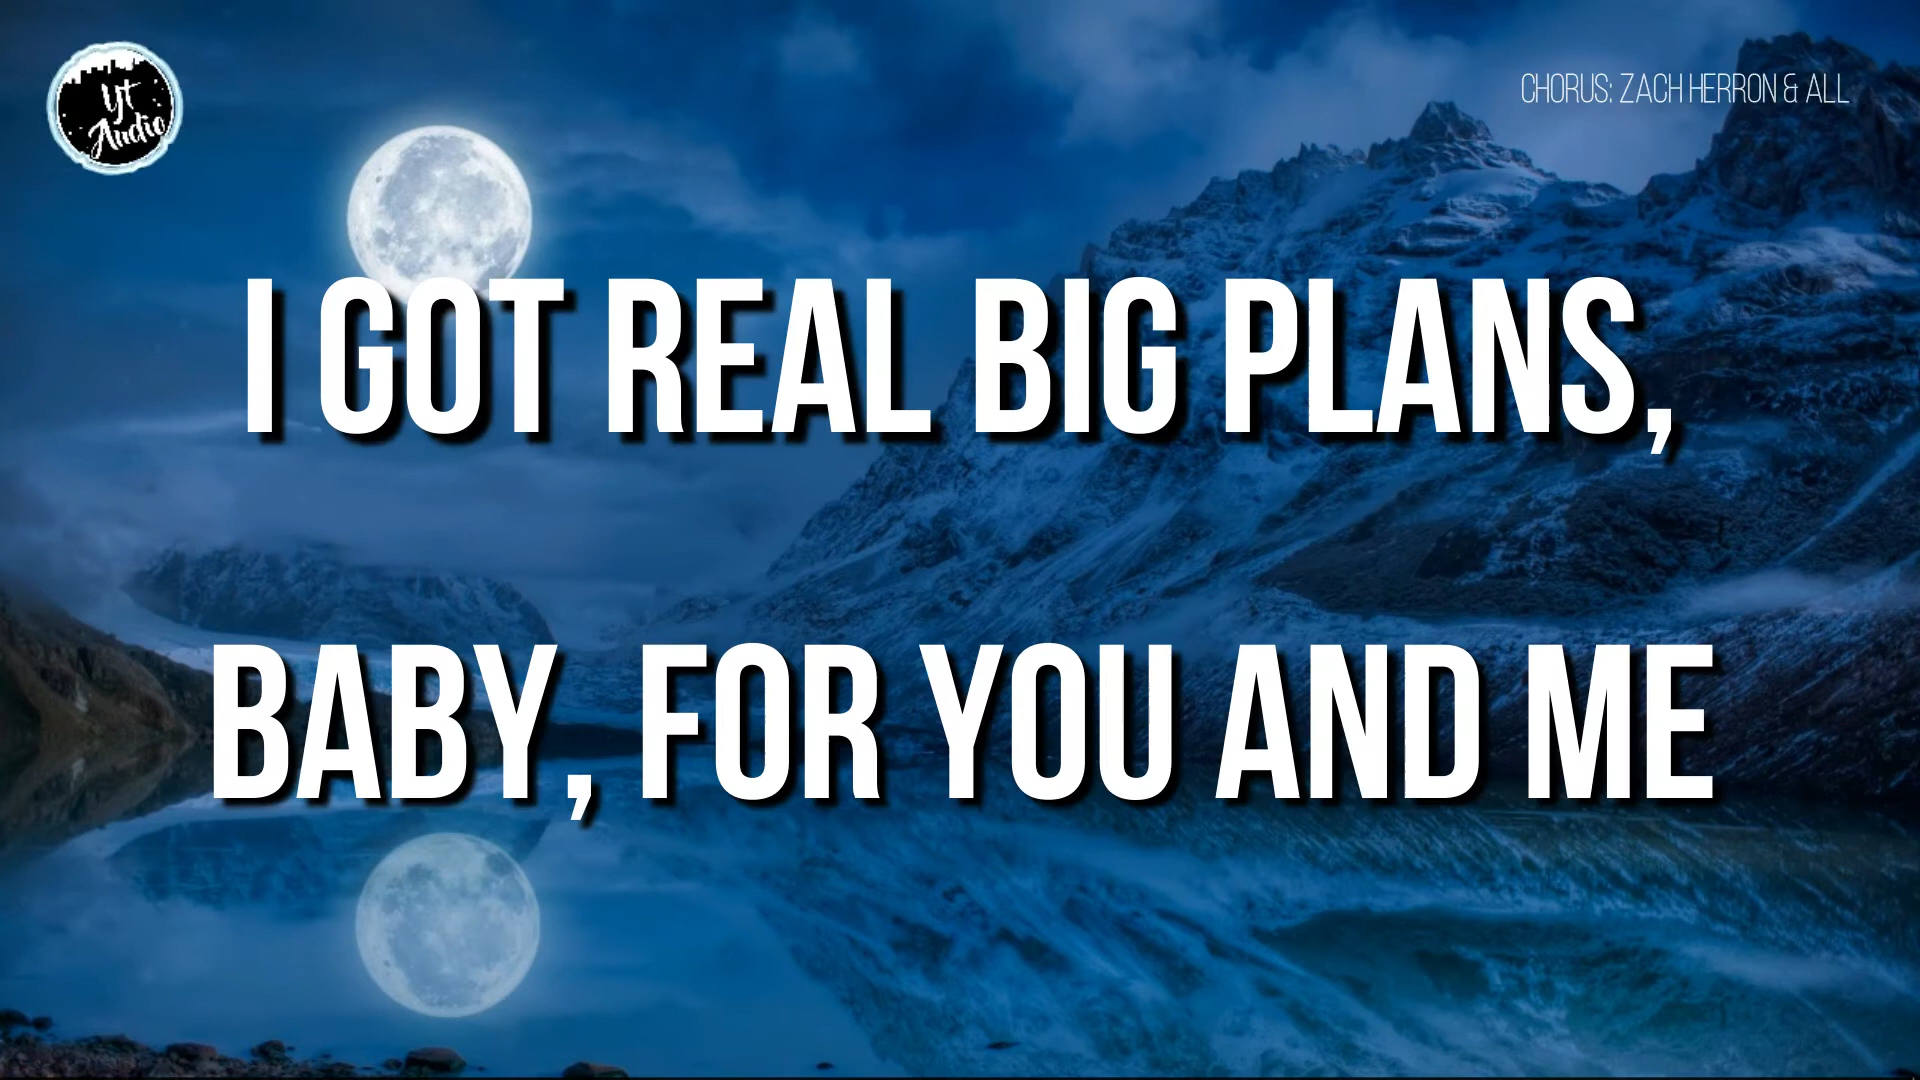 Yt
Audio
CHORUS: ZACH HERRON & ALL
I GOT REAL BIG PLANS,
BABY, FOR YOU AND ME